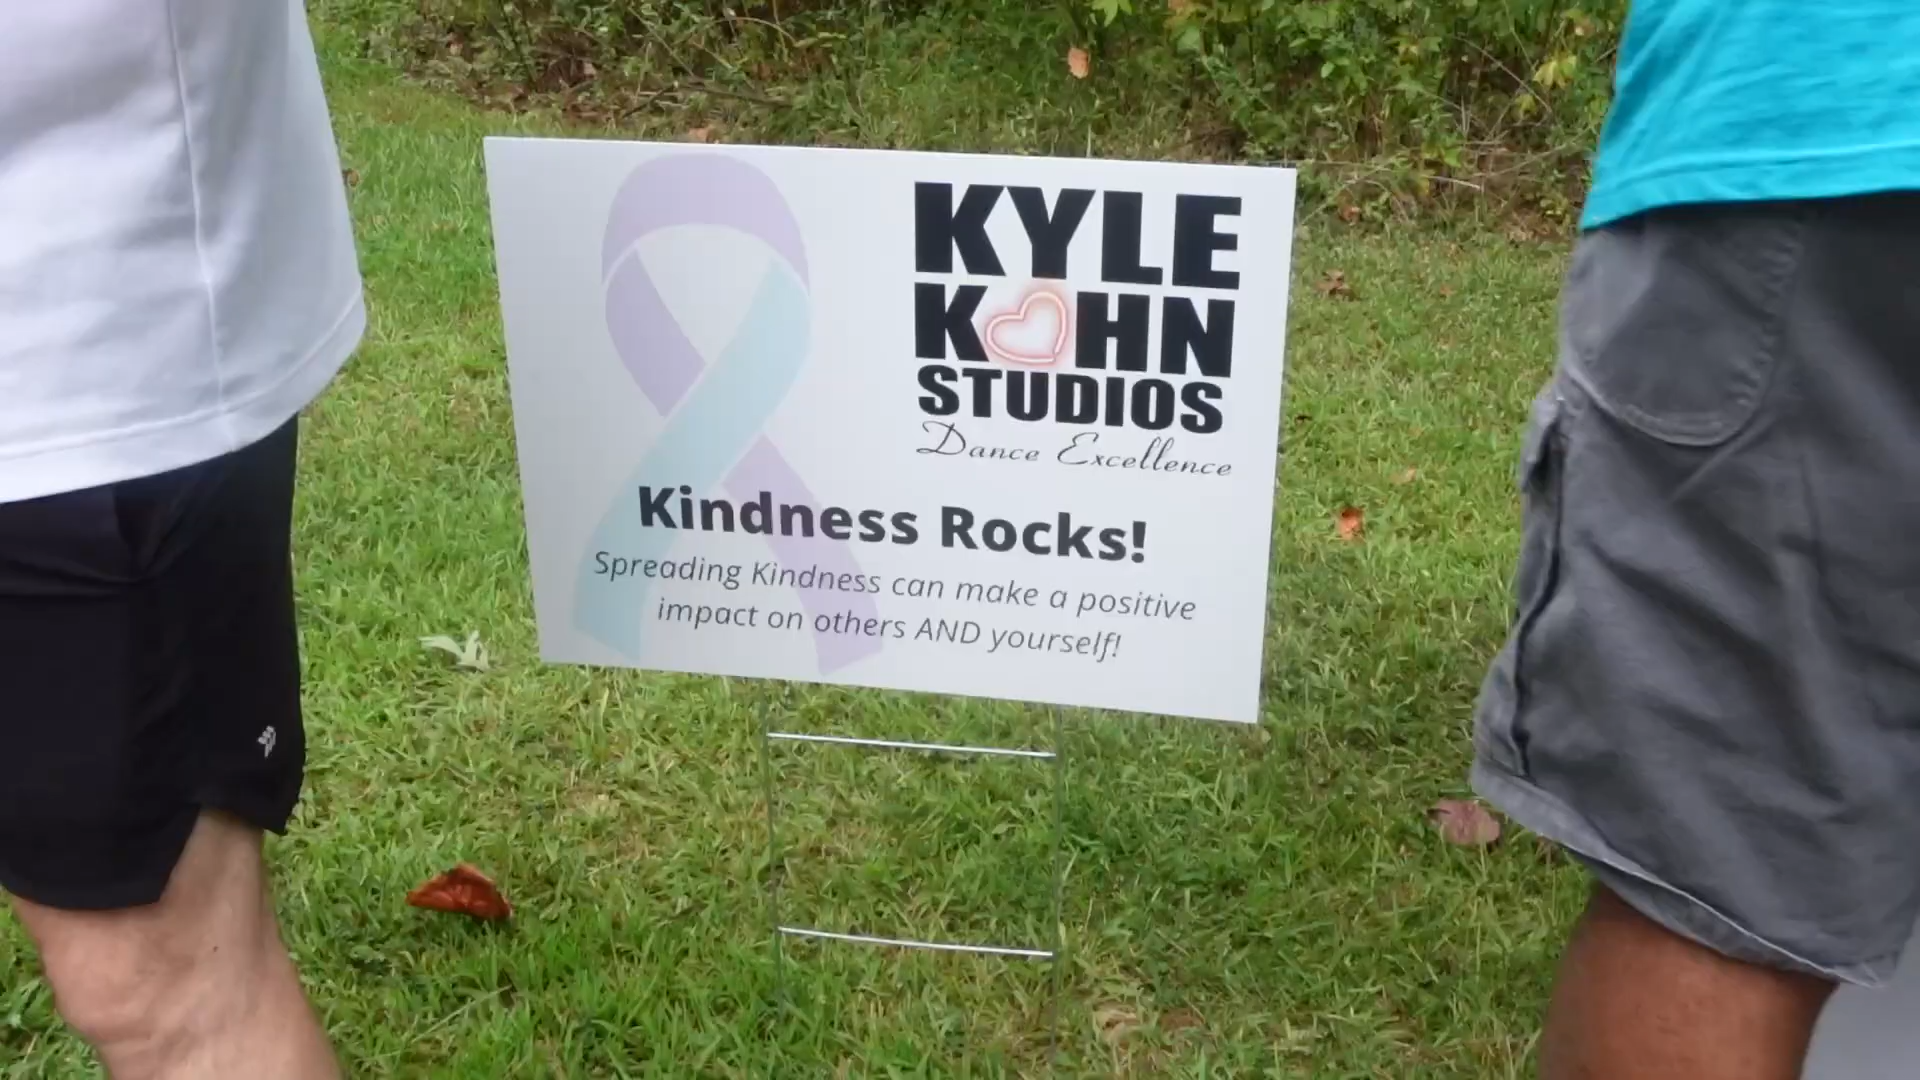 KYLE
KOHN
STUDIOS
Dance Excellence
Kindness Rocks!
Spreading Kindness can make a positive
impact on others AND yourself!